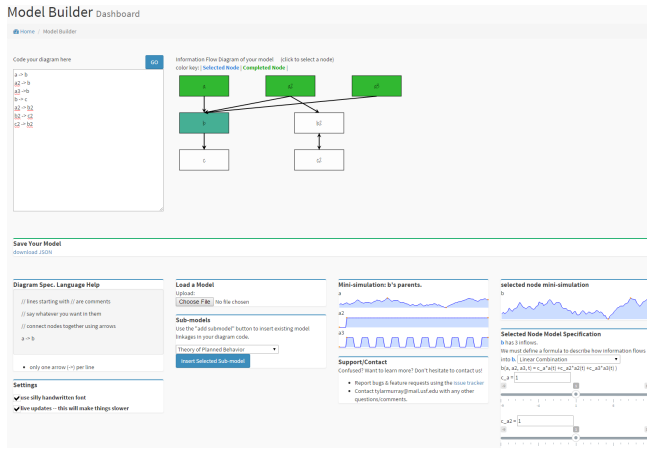 Model Builder Dashboard
Home / Model Builder
Code your diagram here
GO
a -> b
a2 -> b
a3 ->b
b -> c
a2 -> b2
b2 -> c2
c2 -> b2
Information Flow Diagram of your model (click to select a node)
color key: | Selected Node | Completed Node |
a
a2
a3
b
b2
c
c2
Save Your Model
download JSON
Diagram Spec. Language Help
// lines starting with // are comments
// say whatever you want in them
// connect nodes together using arrows
a -> b
only one arrow (->) per line
Settings
use silly handwritten font
live updates -- this will make things slower
Load a Model
Upload:
Choose File No file chosen
Sub-models
Use the "add submodel" button to insert existing model
linkages in your diagram code.
Theory of Planned Behavior
Insert Selected Sub-model
Mini-simulation: b's parents.
a
a2
a3
Support/Contact
Confused? Want to learn more? Don't hesitate to contact us!
Report bugs & feature requests using the issue tracker
Contact tylarmurray@mail.usf.edu with any other
questions/comments.
selected node mini-simulation
b
Selected Node Model Specification
b has 3 inflows.
We must define a formula to describe how information flows
into b. Linear Combination
b(a, a2, a3, t) = c_a*a(t) +c_a2*a2(t) +c_a3*a3(t) )
c_a = 1
c_a2 = 1